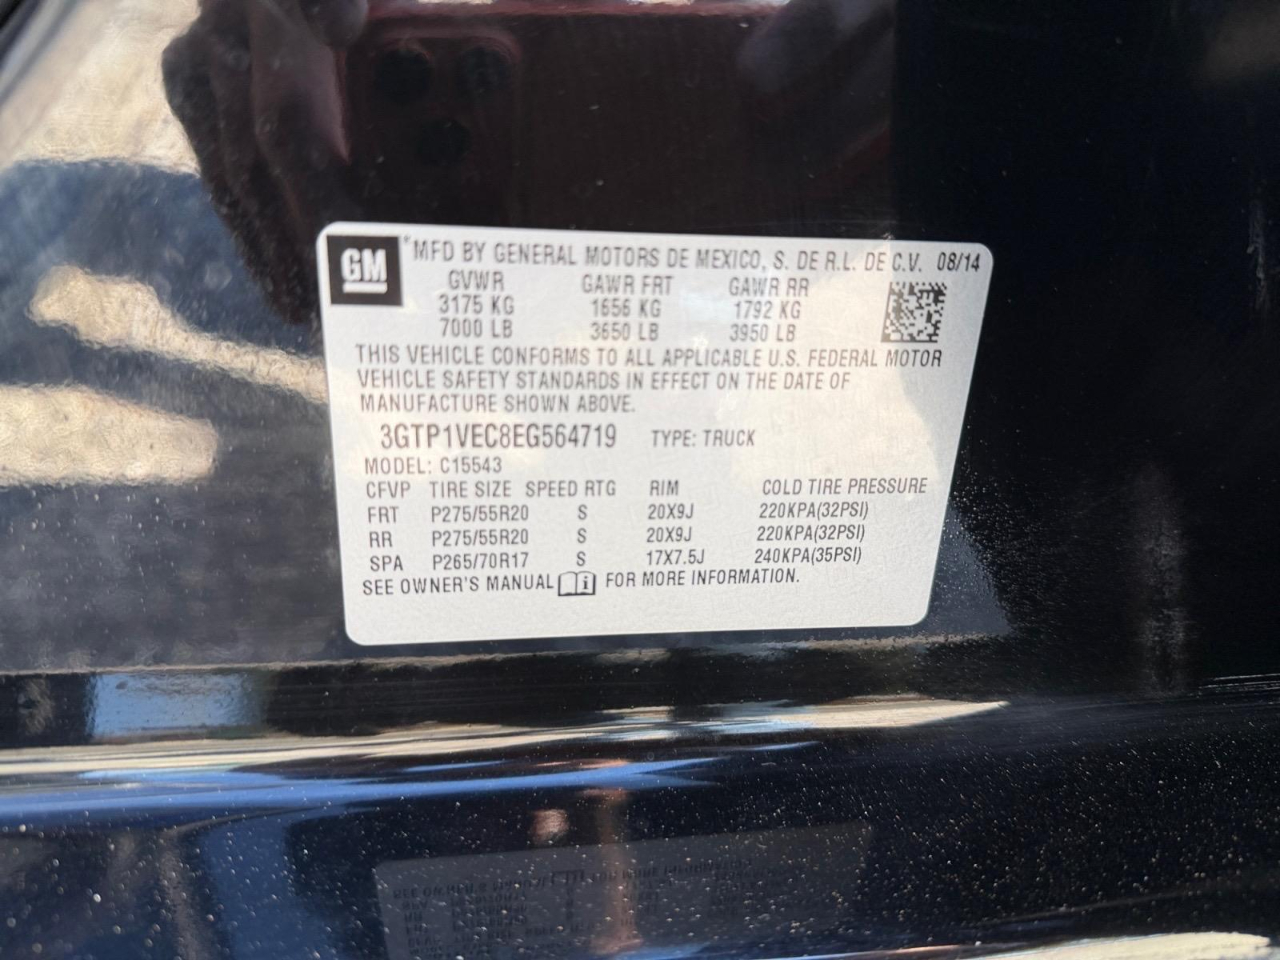 GM
MFD BY GENERAL MOTORS DE MEXICO, S. DE R.L. DE C.V. 08/14
GVWR GAWR FRT GAWR RR
3175 KG 1656 KG 1792 KG
7000 LB 3650 LB 3950 LB
THIS VEHICLE CONFORMS TO ALL APPLICABLE U.S. FEDERAL MOTOR
VEHICLE SAFETY STANDARDS IN EFFECT ON THE DATE OF
MANUFACTURE SHOWN ABOVE.
3GTP1VEC8EG564719 TYPE: TRUCK
MODEL: C15543
CFVP TIRE SIZE SPEED RTG RIM COLD TIRE PRESSURE
FRT P275/55R20 S 20X9J 220KPA(32PSI)
RR P275/55R20 S 20X9J 220KPA(32PSI)
SPA P265/70R17 S 17X7.5J 240KPA(35PSI)
SEE OWNER'S MANUAL i FOR MORE INFORMATION.